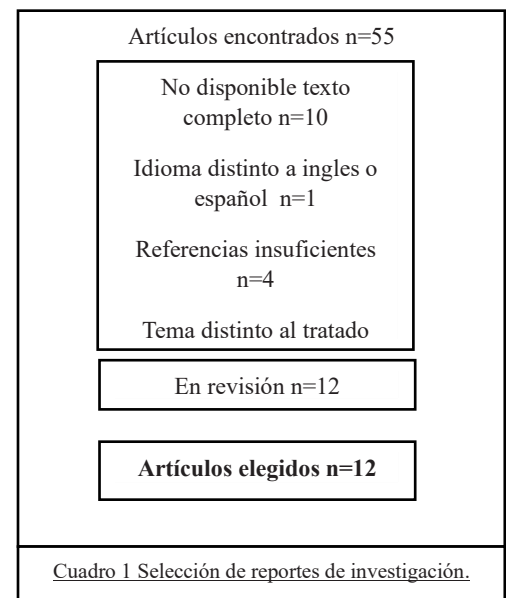 Artículos encontrados n=55
No disponible texto
completo n=10
Idioma distinto a ingles o
español n=1
Referencias insuficientes
n=4
Tema distinto al tratado
En revisión n=12
Artículos elegidos n=12
Cuadro 1 Selección de reportes de investigación.